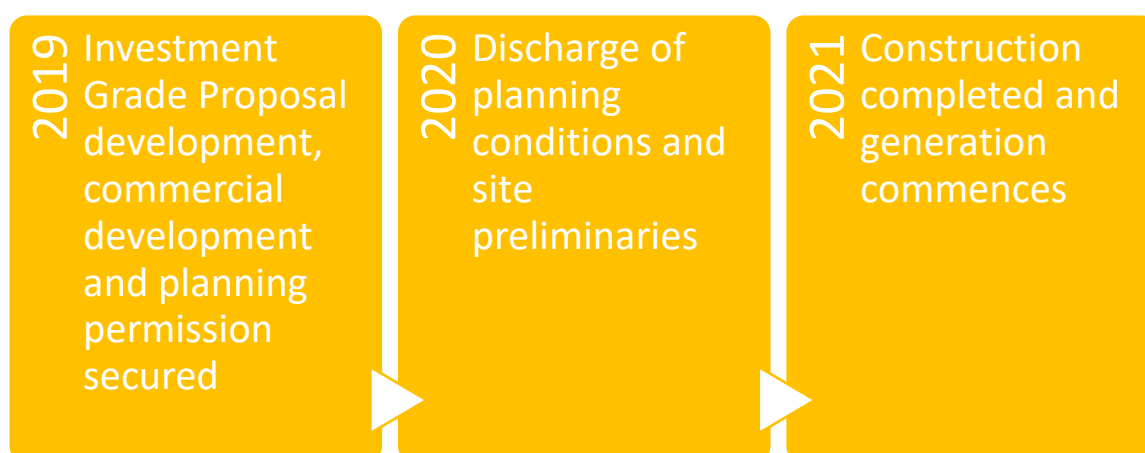 2019
Investment
Grade Proposal
development,
commercial
development
and planning
permission
secured
2020
Discharge of
planning
conditions and
site
preliminaries
2021
Construction
completed and
generation
commences